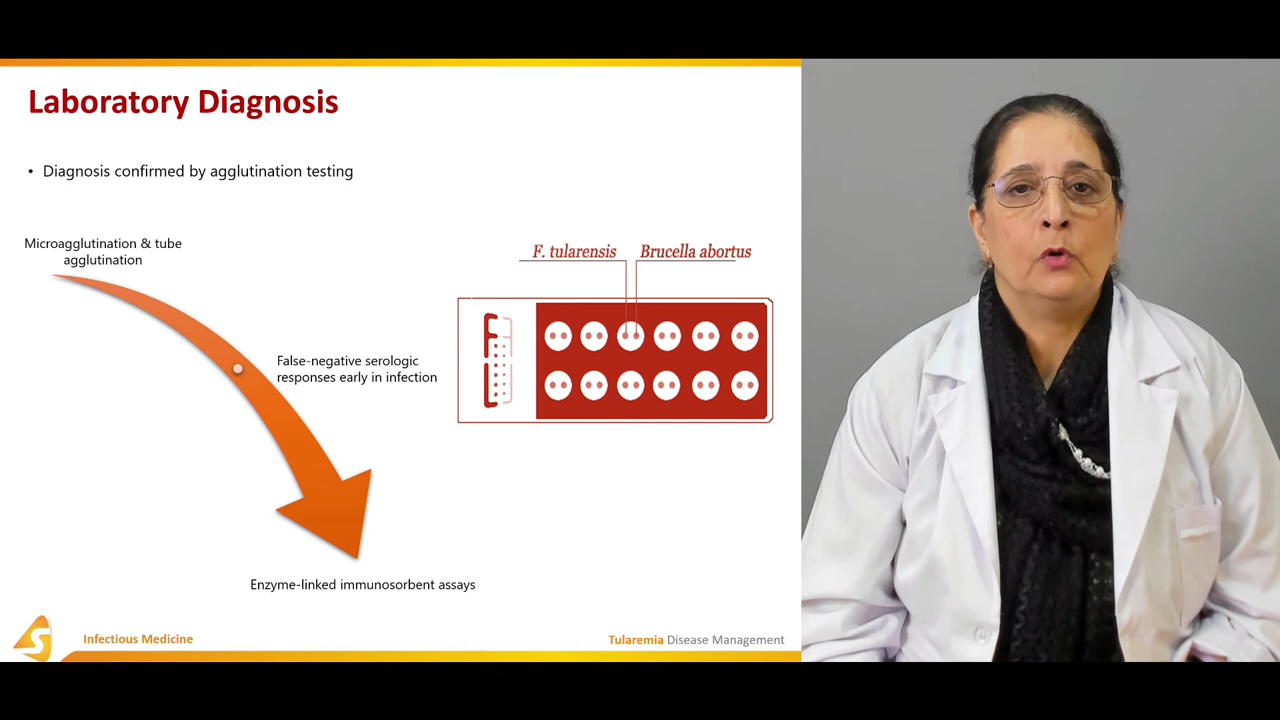 Laboratory Diagnosis
• Diagnosis confirmed by agglutination testing
Microagglutination & tube
agglutination
F. tularensis
Brucella abortus
False-negative serologic
responses early in infection
Enzyme-linked immunosorbent assays
Infectious Medicine
Tularemia Disease Management